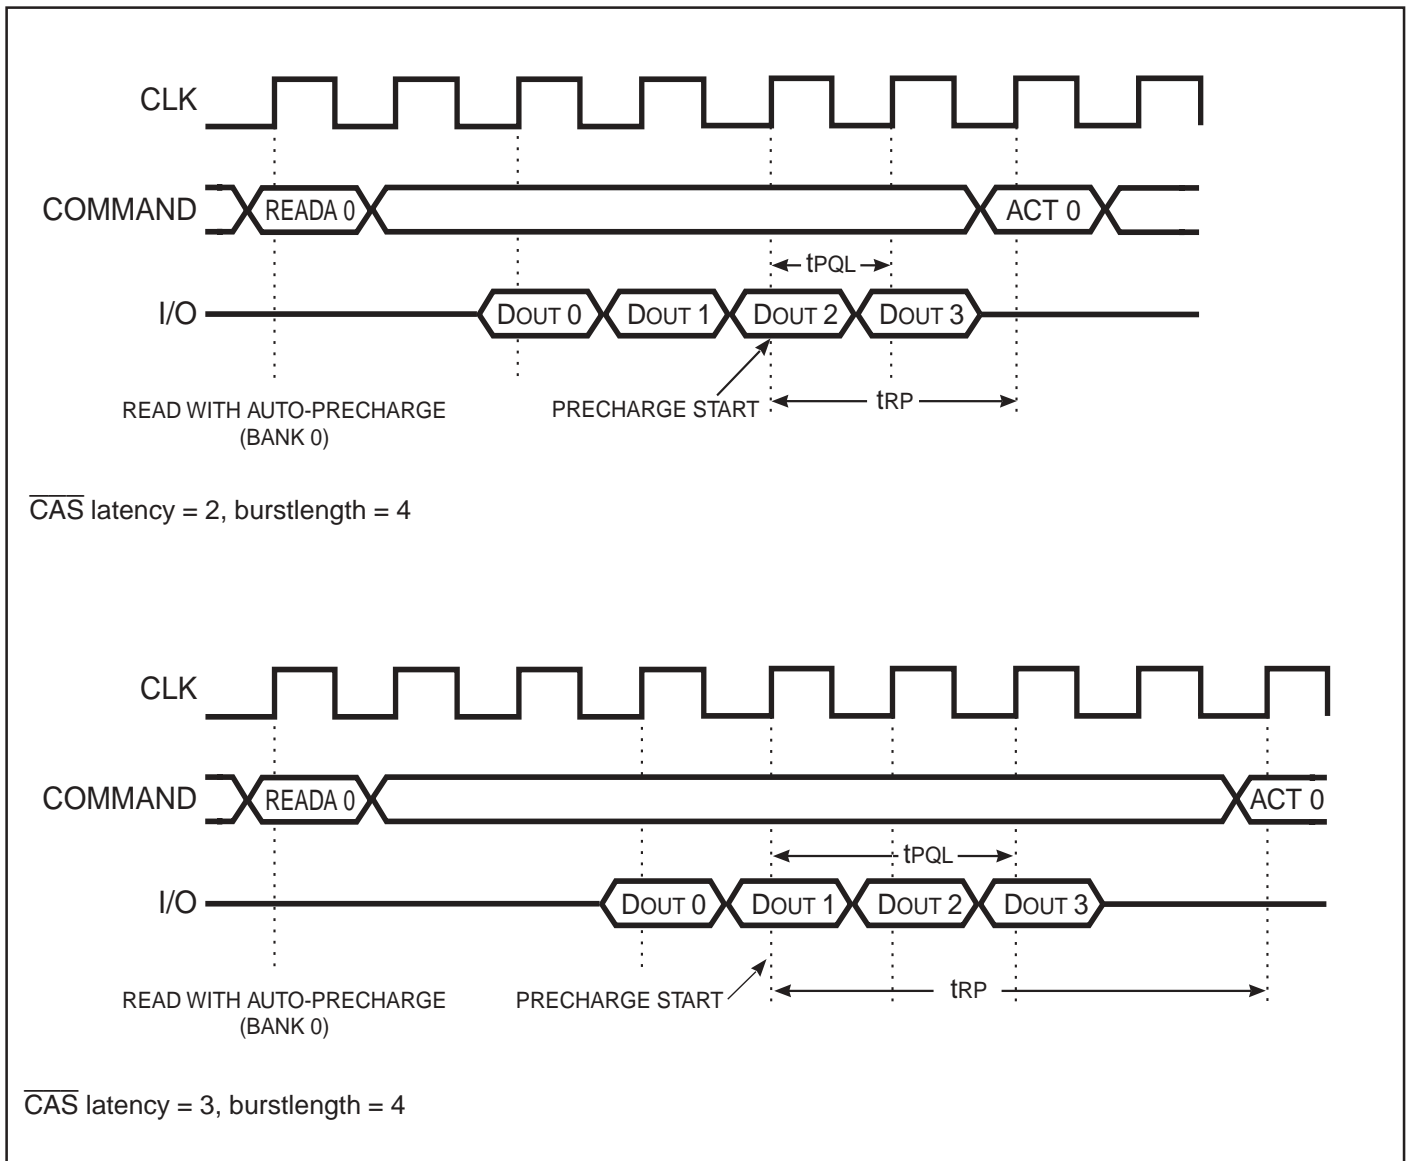 CLK
COMMAND READA 0 ACT 0
tPQL
I/O DOUT 0 DOUT 1 DOUT 2 DOUT 3
READ WITH AUTO-PRECHARGE
(BANK 0)
PRECHARGE START
tRP
CAS latency = 2, burstlength = 4
CLK
COMMAND READA 0 ACT 0
tPQL
I/O DOUT 0 DOUT 1 DOUT 2 DOUT 3
READ WITH AUTO-PRECHARGE
(BANK 0)
PRECHARGE START
tRP
CAS latency = 3, burstlength = 4